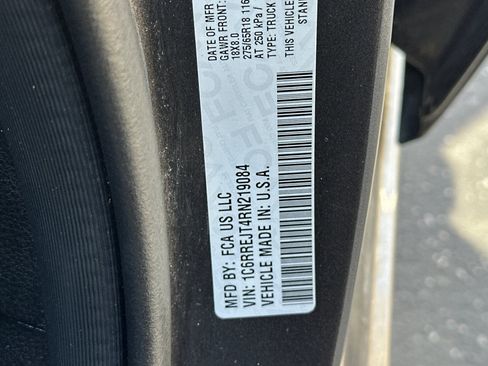 MFD BY: FCA US LLC
DATE OF MFR
GAWR FRONT:
18X8.0
275/65R18 116
AT 250 kPa /
VIN: 1C6RREJT4RN219084
TYPE: TRUCK
VEHICLE MADE IN: U.S.A.
THIS VEHICLE
STAN